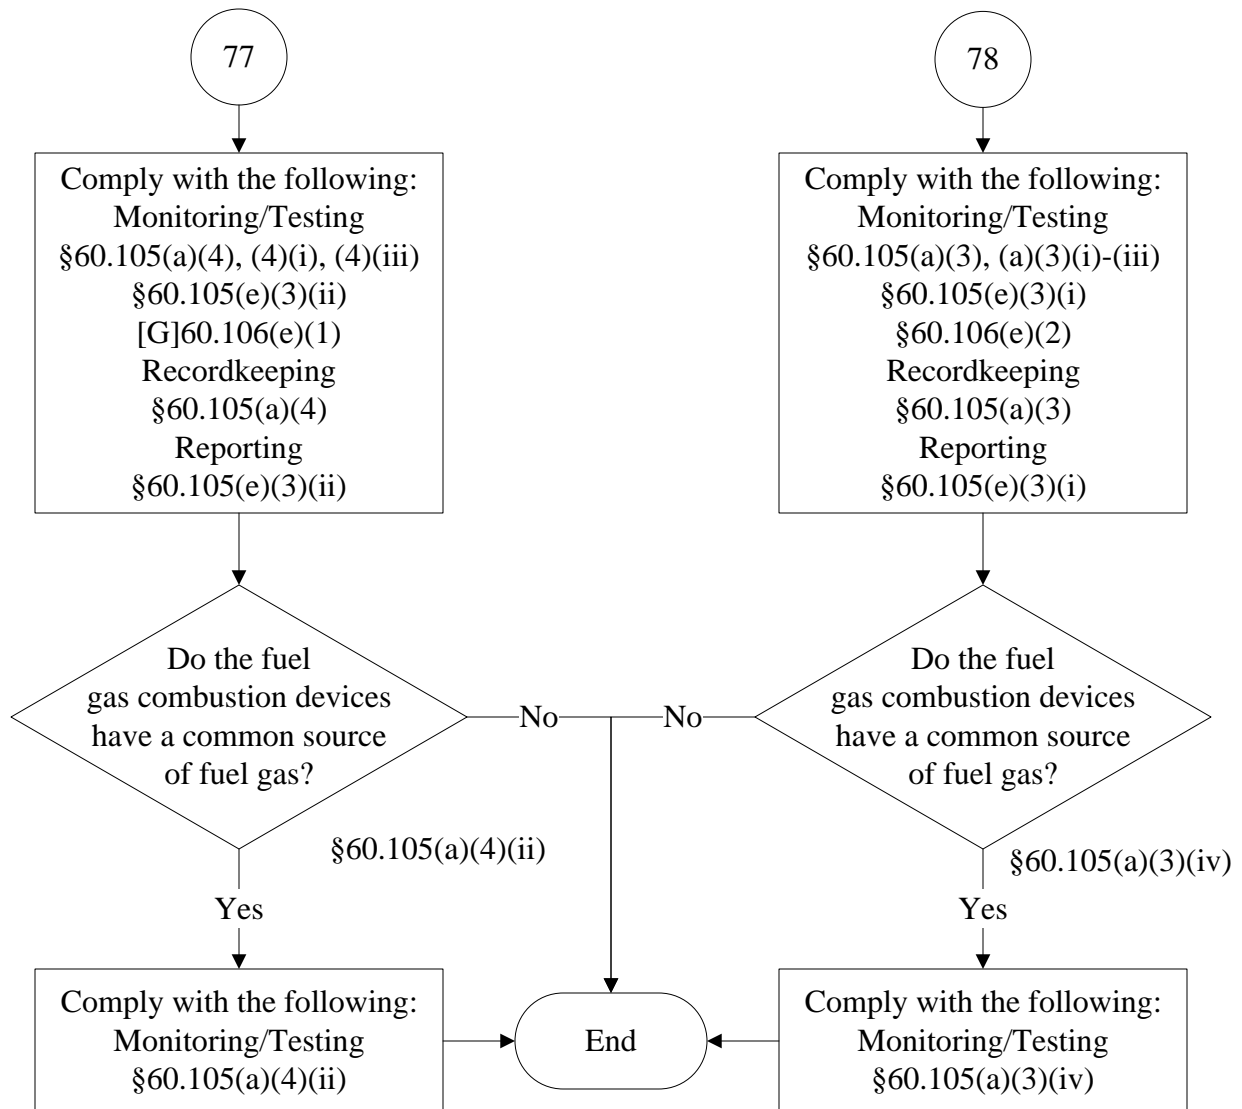 77
Comply with the following:
Monitoring/Testing
§60.105(a)(4), (4)(i), (4)(iii)
§60.105(e)(3)(ii)
[G]60.106(e)(1)
Recordkeeping
§60.105(a)(4)
Reporting
§60.105(e)(3)(ii)
Do the fuel
gas combustion devices
have a common source
of fuel gas?
No
§60.105(a)(4)(ii)
Yes
Comply with the following:
Monitoring/Testing
§60.105(a)(4)(ii)
78
Comply with the following:
Monitoring/Testing
§60.105(a)(3), (a)(3)(i)-(iii)
§60.105(e)(3)(i)
§60.106(e)(2)
Recordkeeping
§60.105(a)(3)
Reporting
§60.105(e)(3)(i)
Do the fuel
gas combustion devices
have a common source
of fuel gas?
No
§60.105(a)(3)(iv)
Yes
Comply with the following:
Monitoring/Testing
§60.105(a)(3)(iv)
End